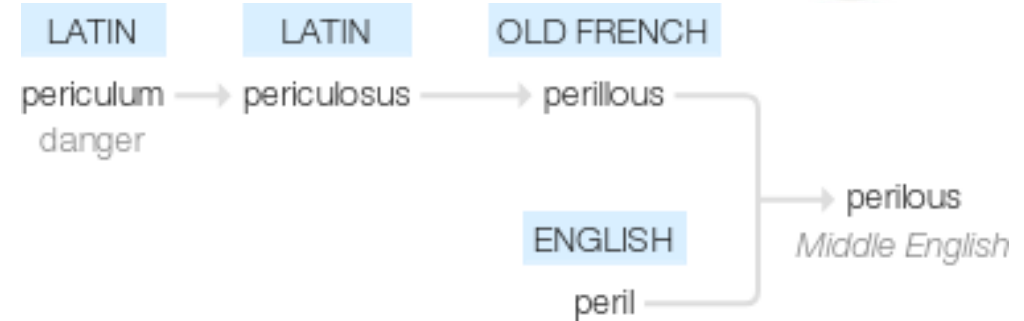 LATIN LATIN OLD FRENCH
periculum periculosus perillous
danger
perilous
ENGLISH Middle English
peril